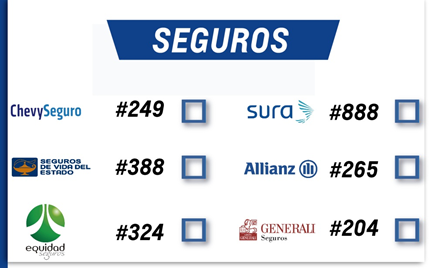 SEGUROS
ChevySeguro #249
sura #888
SEGUROS DE VIDA DEL ESTADO #388
Allianz #265
equidad seguros #324
GENERALI Seguros #204